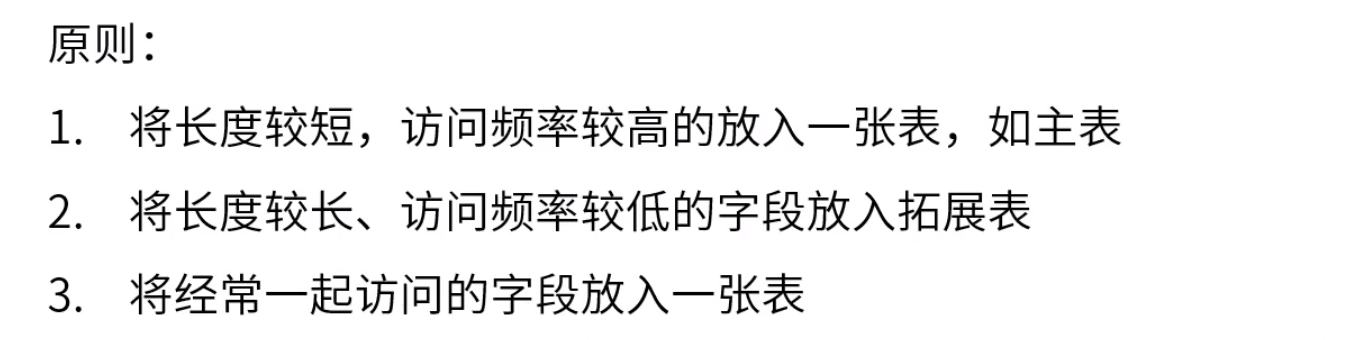 原则：
1. 将长度较短，访问频率较高的放入一张表，如主表
2. 将长度较长、访问频率较低的字段放入拓展表
3. 将经常一起访问的字段放入一张表